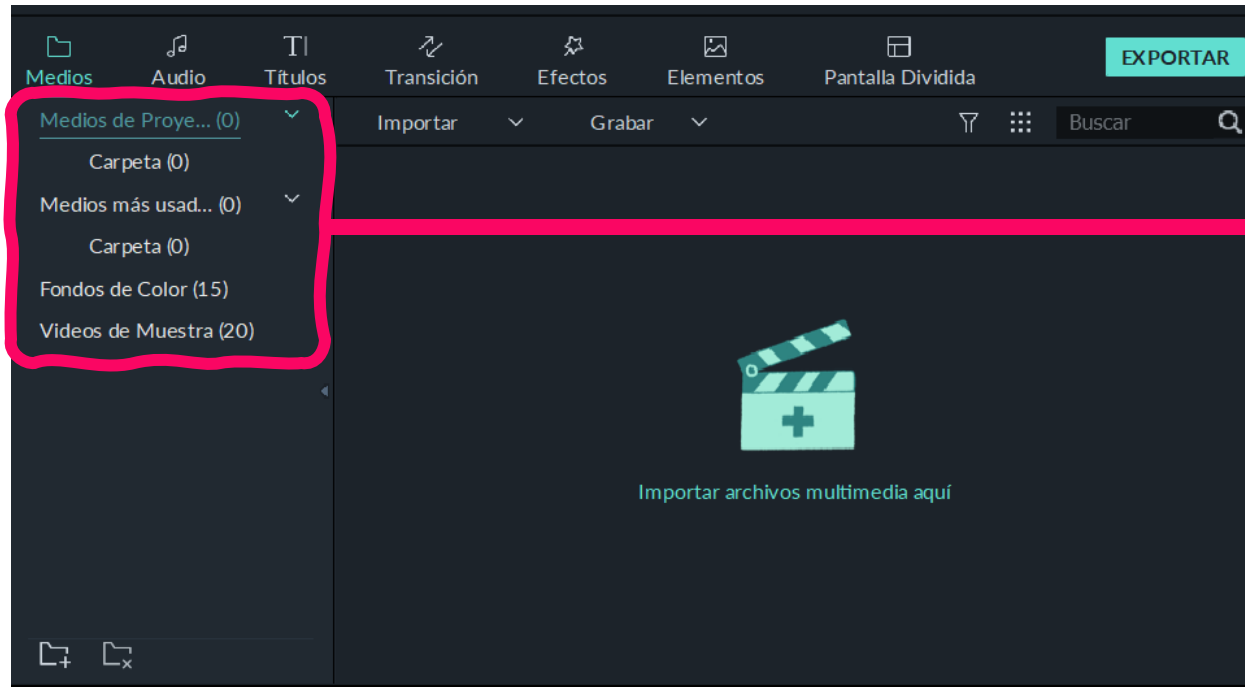 Medios Audio Títulos Transición Efectos Elementos Pantalla Dividida EXPORTAR
Medios de Proye... (0) Importar Grabar Buscar
Carpeta (0)
Medios más usad... (0)
Carpeta (0)
Fondos de Color (15)
Videos de Muestra (20)
Importar archivos multimedia aquí